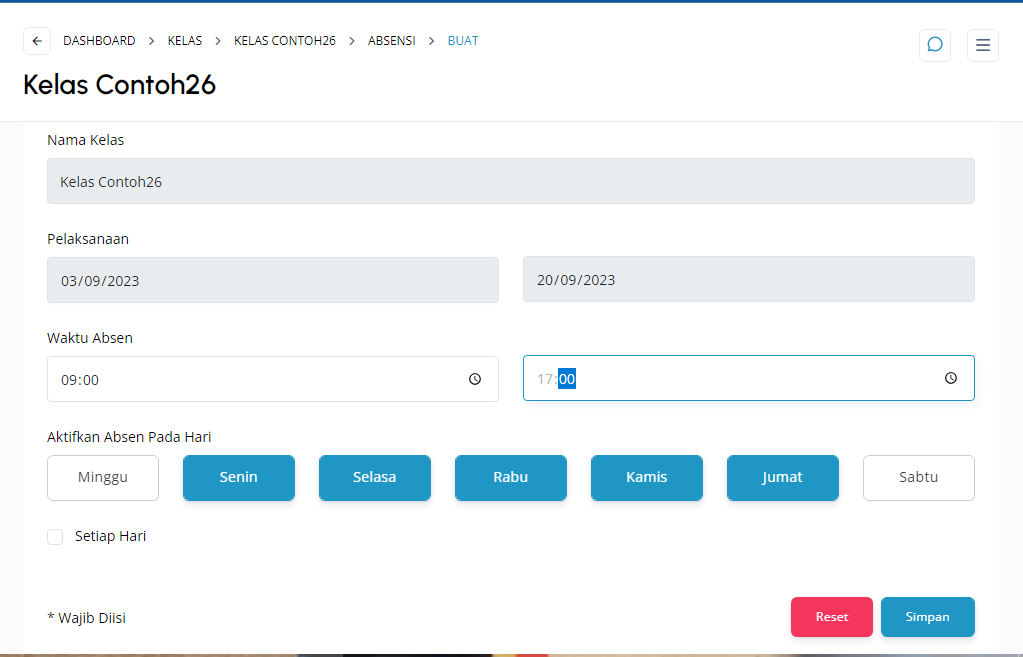 DASHBOARD > KELAS > KELAS CONTOH26 > ABSENSI > BUAT
Kelas Contoh26
Nama Kelas
Kelas Contoh26
Pelaksanaan
03/09/2023 20/09/2023
Waktu Absen
09:00 17:00
Aktifkan Absen Pada Hari
Minggu Senin Selasa Rabu Kamis Jumat Sabtu
Setiap Hari
* Wajib Diisi Reset Simpan